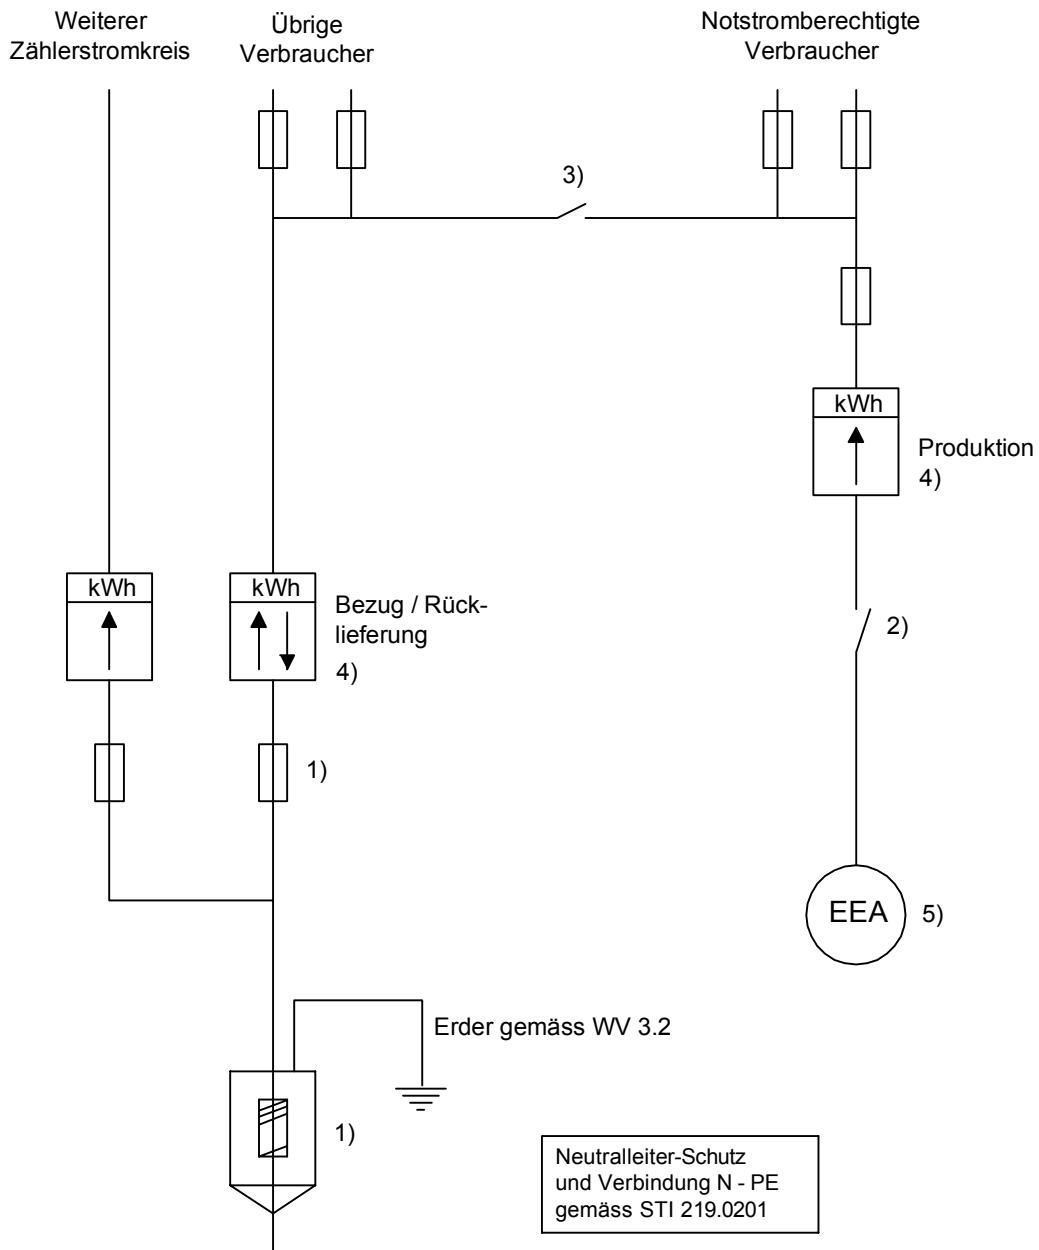 Weiterer
Zählerstromkreis
Übrige
Verbraucher
Notstromberechtigte
Verbraucher
3)
kWh
Produktion
4)
kWh
kWh
Bezug / Rück-
lieferung
4)
2)
1)
EEA
5)
Erder gemäss WV 3.2
1)
Neutralleiter-Schutz
und Verbindung N - PE
gemäss STI 219.0201